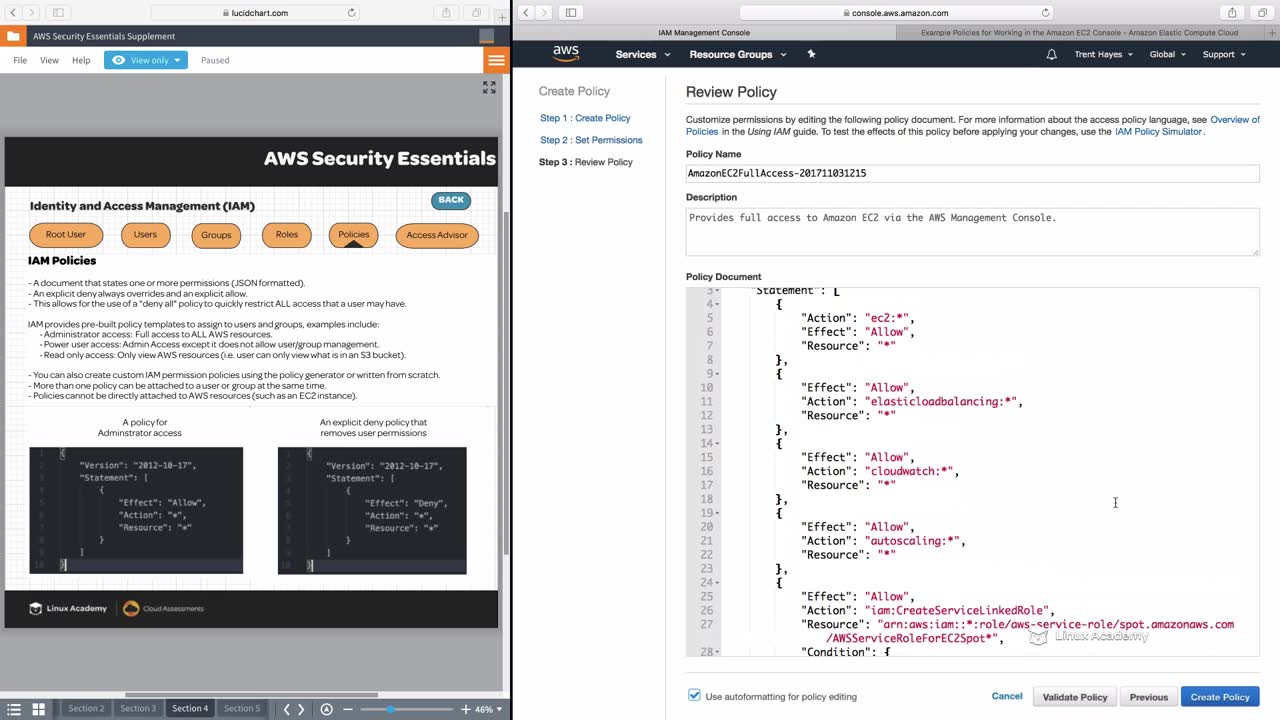 lucidchart.com
console.aws.amazon.com
IAM Management Console
Example Policies for Working in the Amazon EC2 Console - Amazon Elastic Compute Cloud
AWS Security Essentials Supplement
File View Help View only Paused
aws Services Resource Groups Trent Hayes Global Support
AWS Security Essentials
Identity and Access Management (IAM)
BACK
Root User Users Groups Roles Policies Access Advisor
IAM Policies
- A document that states one or more permissions (JSON formatted).
- An explicit deny always overrides and an explicit allow.
- This allows for the use of a "deny all" policy to quickly restrict ALL access that a user may have.
IAM provides pre-built policy templates to assign to users and groups, examples include:
- Administrator access: Full access to ALL AWS resources.
- Power user access: Admin Access except it does not allow user/group management.
- Read only access: Only view AWS resources (i.e. user can only view what is in an S3 bucket).
- You can also create custom IAM permission policies using the policy generator or written from scratch.
- More than one policy can be attached to a user or group at the same time.
- Policies cannot be directly attached to AWS resources (such as an EC2 instance).
A policy for
Adminstrator access
1 {
2 "Version": "2012-10-17",
3 "Statement": [
4 {
5 "Effect": "Allow",
6 "Action": "*",
7 "Resource": "*"
8 }
9 ]
10 }
An explicit deny policy that
removes user permissions
1 {
2 "Version": "2012-10-17",
3 "Statement": [
4 {
5 "Effect": "Deny",
6 "Action": "*",
7 "Resource": "*"
8 }
9 ]
10 }
Linux Academy Cloud Assessments
Section 2 Section 3 Section 4 Section 5 46%
Create Policy
Step 1 : Create Policy
Step 2 : Set Permissions
Step 3 : Review Policy
Review Policy
Customize permissions by editing the following policy document. For more information about the access policy language, see Overview of
Policies in the Using IAM guide. To test the effects of this policy before applying your changes, use the IAM Policy Simulator.
Policy Name
AmazonEC2FullAccess-201711031215
Description
Provides full access to Amazon EC2 via the AWS Management Console.
Policy Document
3 "Statement": [
4 {
5 "Action": "ec2:*",
6 "Effect": "Allow",
7 "Resource": "*"
8 },
9 {
10 "Effect": "Allow",
11 "Action": "elasticloadbalancing:*",
12 "Resource": "*"
13 },
14 {
15 "Effect": "Allow",
16 "Action": "cloudwatch:*",
17 "Resource": "*"
18 },
19 {
20 "Effect": "Allow",
21 "Action": "autoscaling:*",
22 "Resource": "*"
23 },
24 {
25 "Effect": "Allow",
26 "Action": "iam:CreateServiceLinkedRole",
27 "Resource": "arn:aws:iam::*:role/aws-service-role/spot.amazonaws.com
/AWSServiceRoleForEC2Spot*",
28 "Condition": {
Linux Academy
Use autoformatting for policy editing
Cancel Validate Policy Previous Create Policy